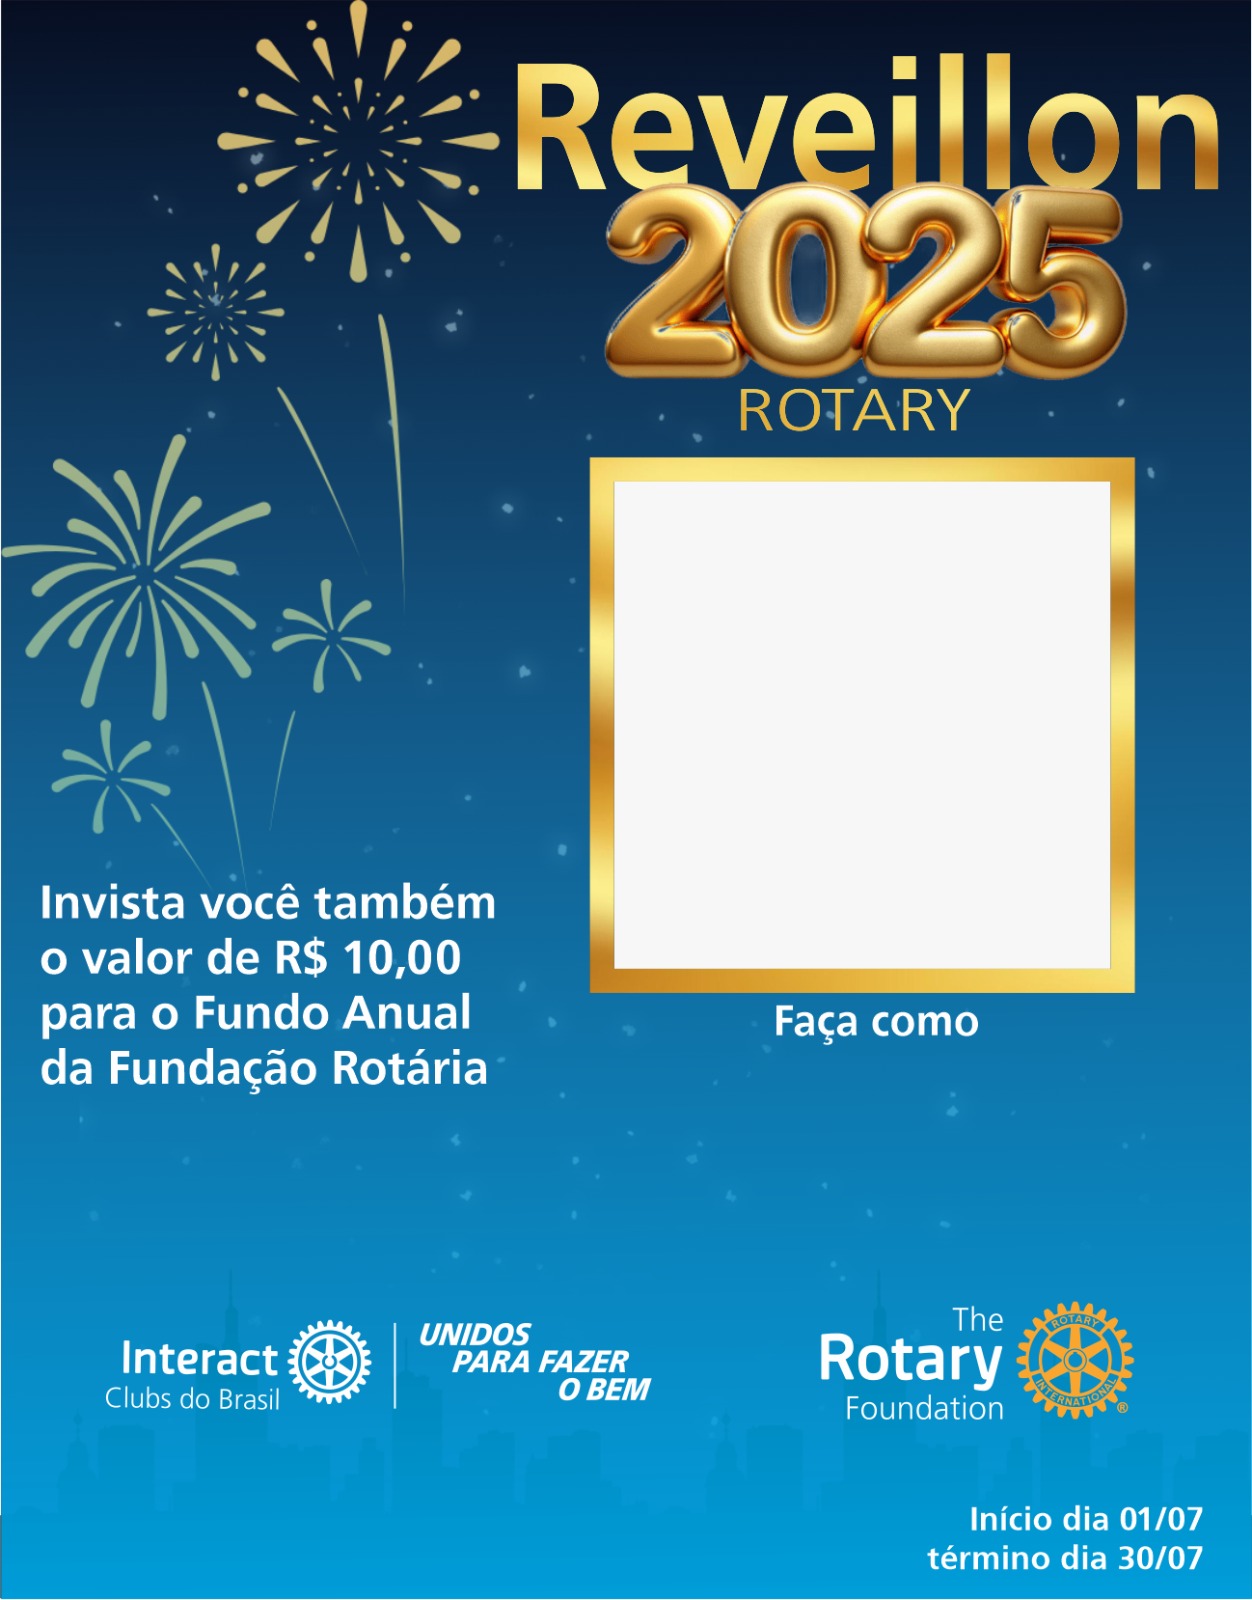 Reveillon
2025
ROTARY
Invista você também
o valor de R$ 10,00
para o Fundo Anual
da Fundação Rotária
Faça como
Interact
Clubs do Brasil
UNIDOS
PARA FAZER
O BEM
The
Rotary
Foundation
ROTARY
INTERNATIONAL
®
Início dia 01/07
término dia 30/07